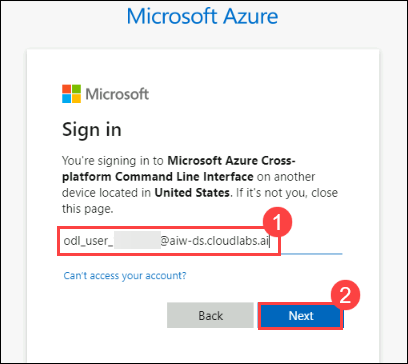 Microsoft Azure
Microsoft
Sign in
You're signing in to Microsoft Azure Cross-
platform Command Line Interface on another
device located in United States. If it's not you, close
this page.
1
odl_user_ @aiw-ds.cloudlabs.ai
Can't access your account?
2
Back Next